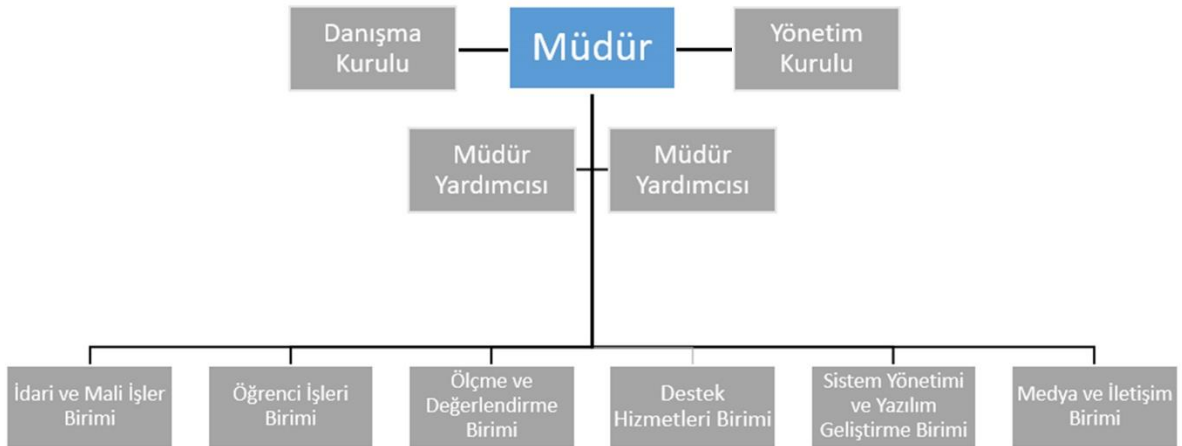 Danışma
Kurulu
Müdür
Yönetim
Kurulu
Müdür
Yardımcısı
Müdür
Yardımcısı
İdari ve Mali İşler
Birimi
Öğrenci İşleri
Birimi
Ölçme ve
Değerlendirme
Birimi
Destek
Hizmetleri Birimi
Sistem Yönetimi
ve Yazılım
Geliştirme Birimi
Medya ve İletişim
Birimi